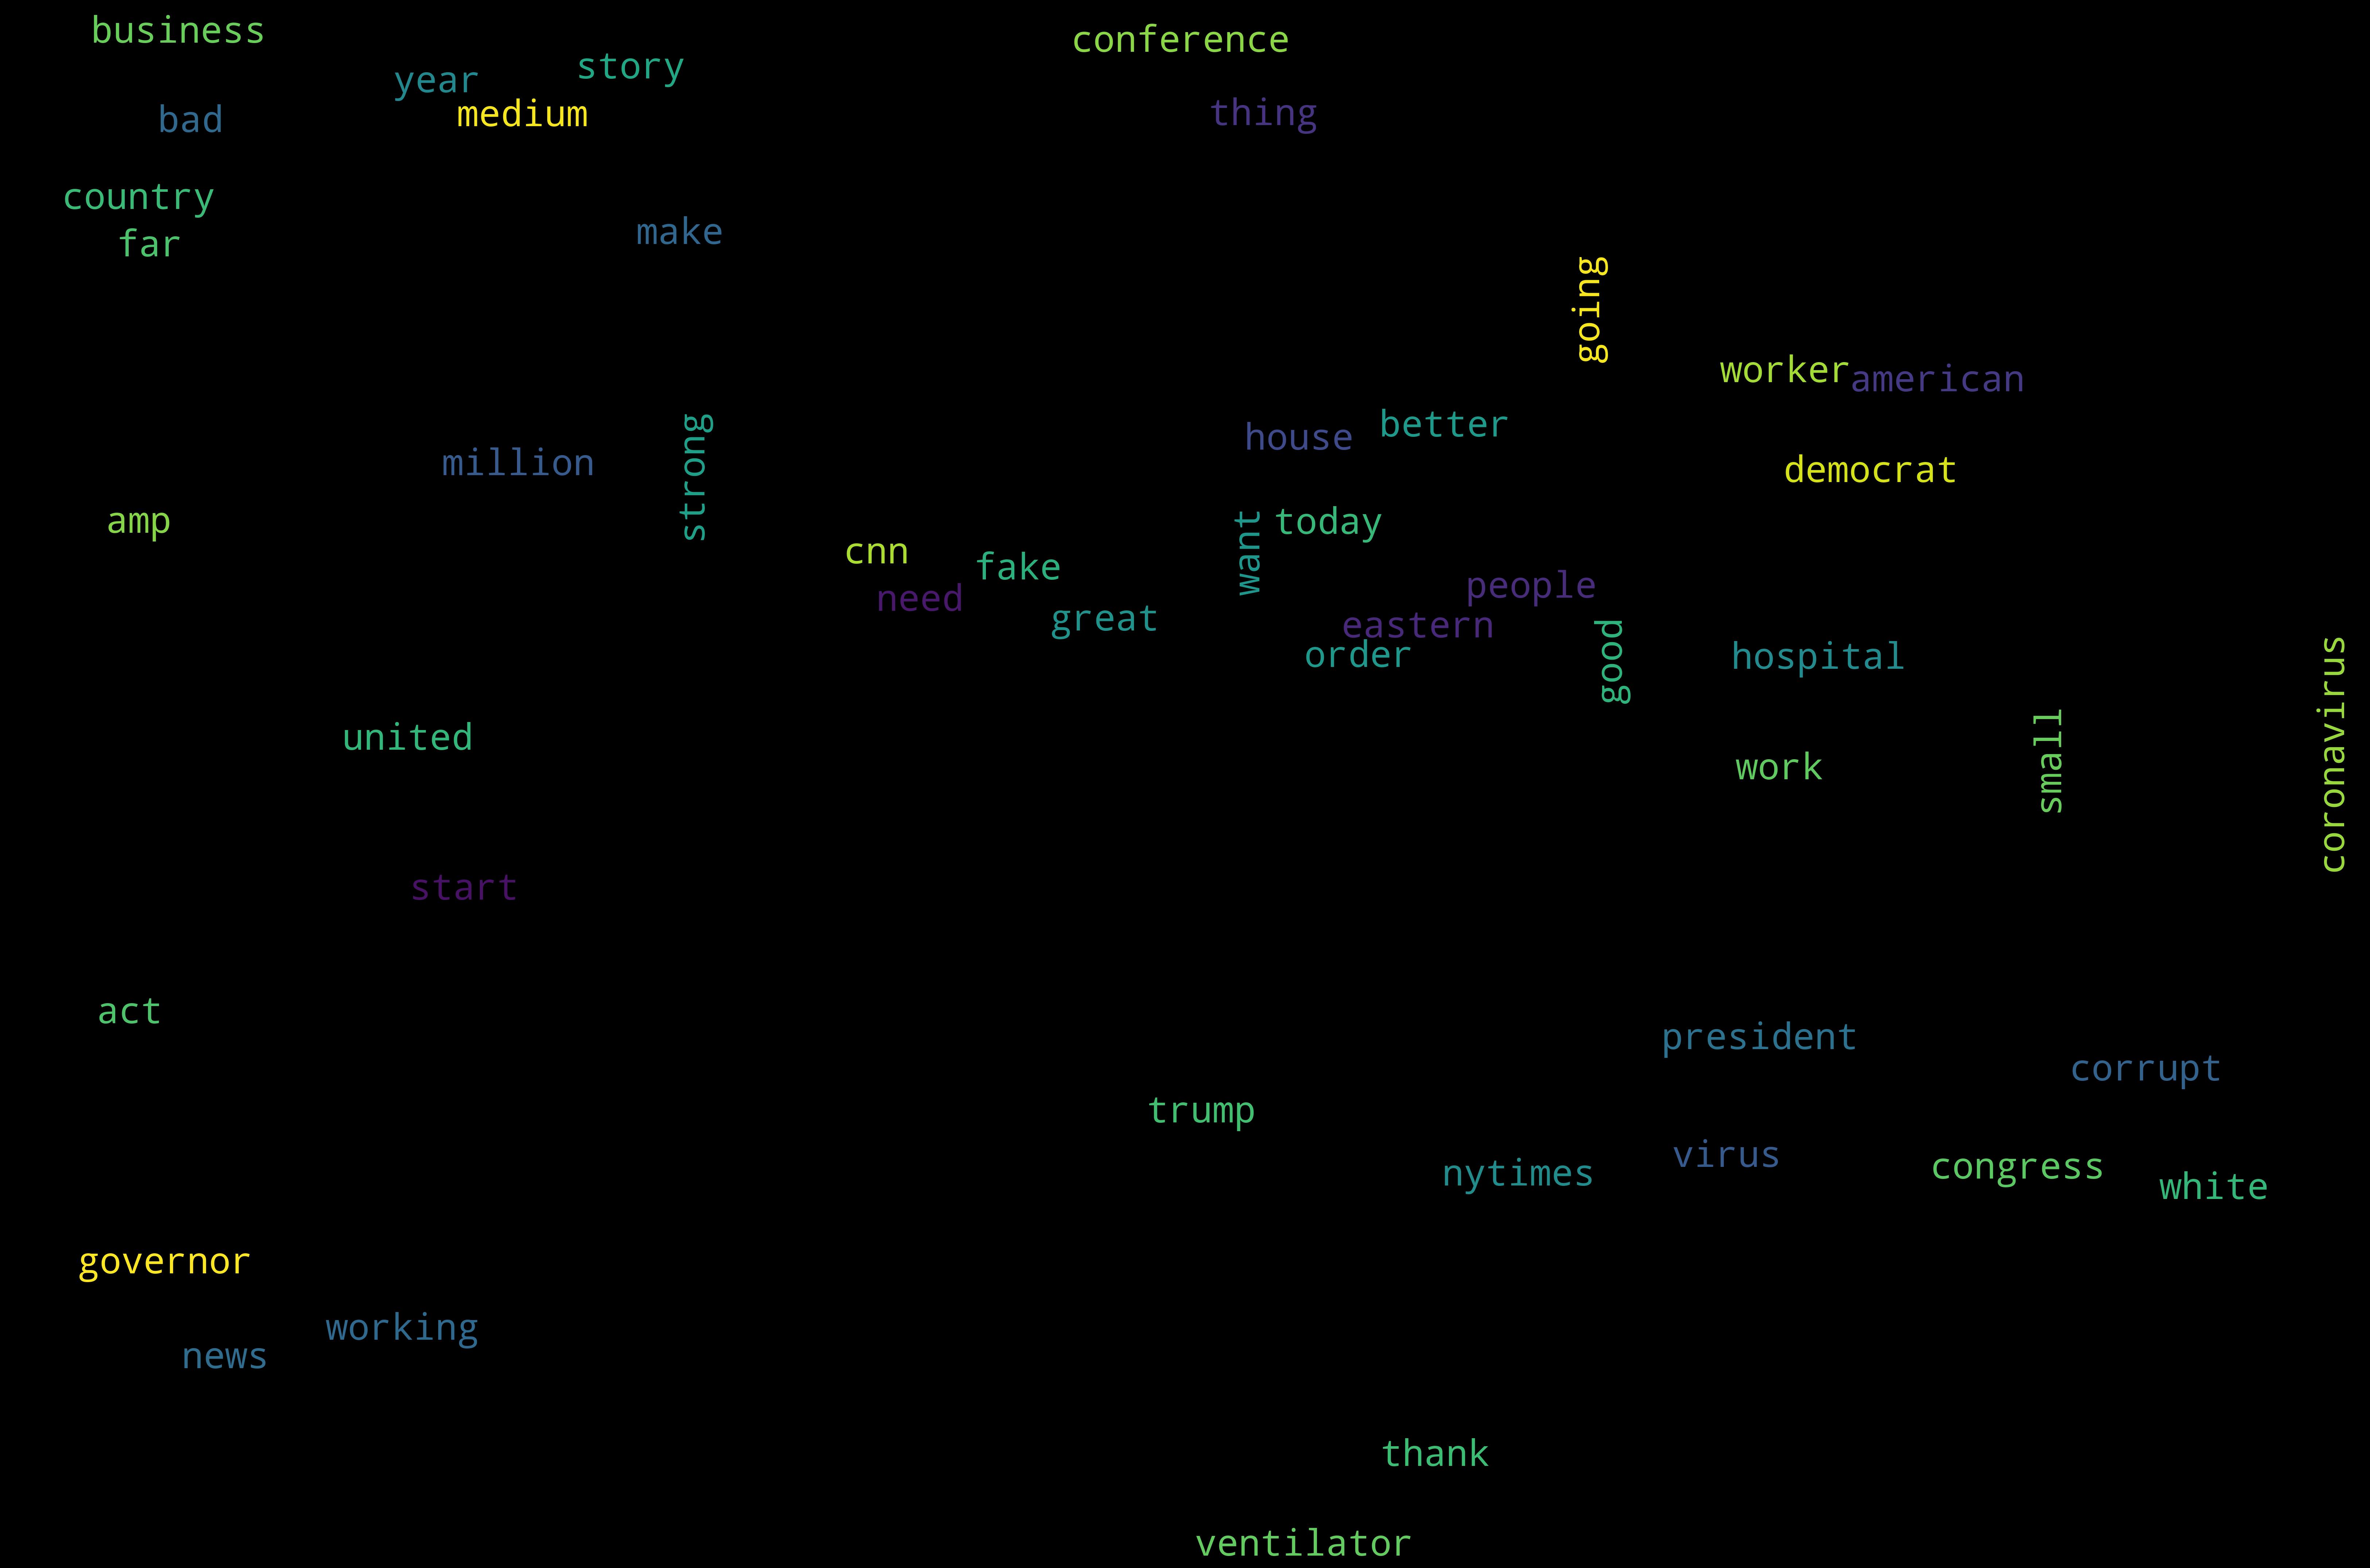 business
conference
story
year
medium
thing
bad
country
make
far
going
worker
american
better
house
million
strong
democrat
amp
today
cnn
want
fake
people
need
great
eastern
order
good
hospital
united
coronavirus
small
work
start
act
president
corrupt
trump
virus
congress
nytimes
white
governor
working
news
thank
ventilator